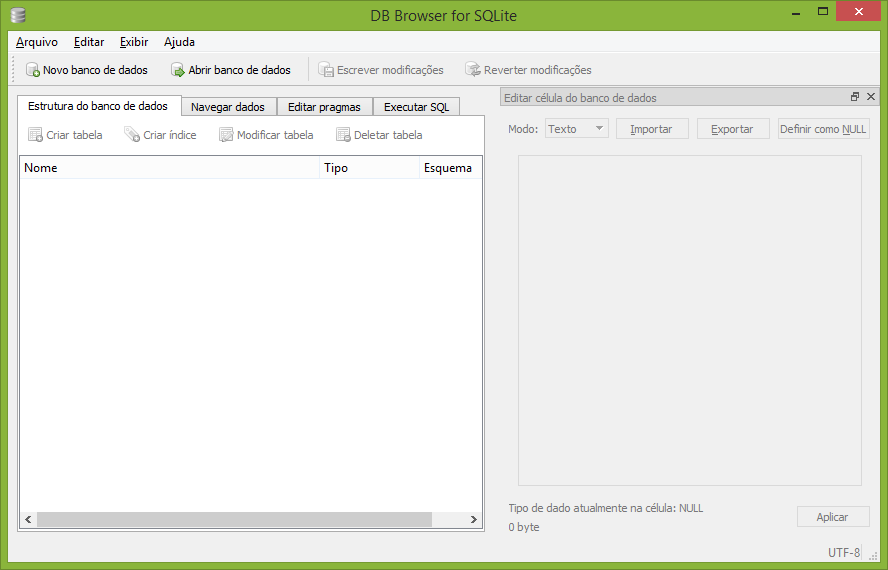 DB Browser for SQLite
Arquivo Editar Exibir Ajuda
Novo banco de dados Abrir banco de dados Escrever modificações Reverter modificações
Estrutura do banco de dados Navegar dados Editar pragmas Executar SQL
Criar tabela Criar índice Modificar tabela Deletar tabela
Nome Tipo Esquema
Editar célula do banco de dados
Modo: Texto Importar Exportar Definir como NULL
Tipo de dado atualmente na célula: NULL
0 byte
Aplicar
UTF-8